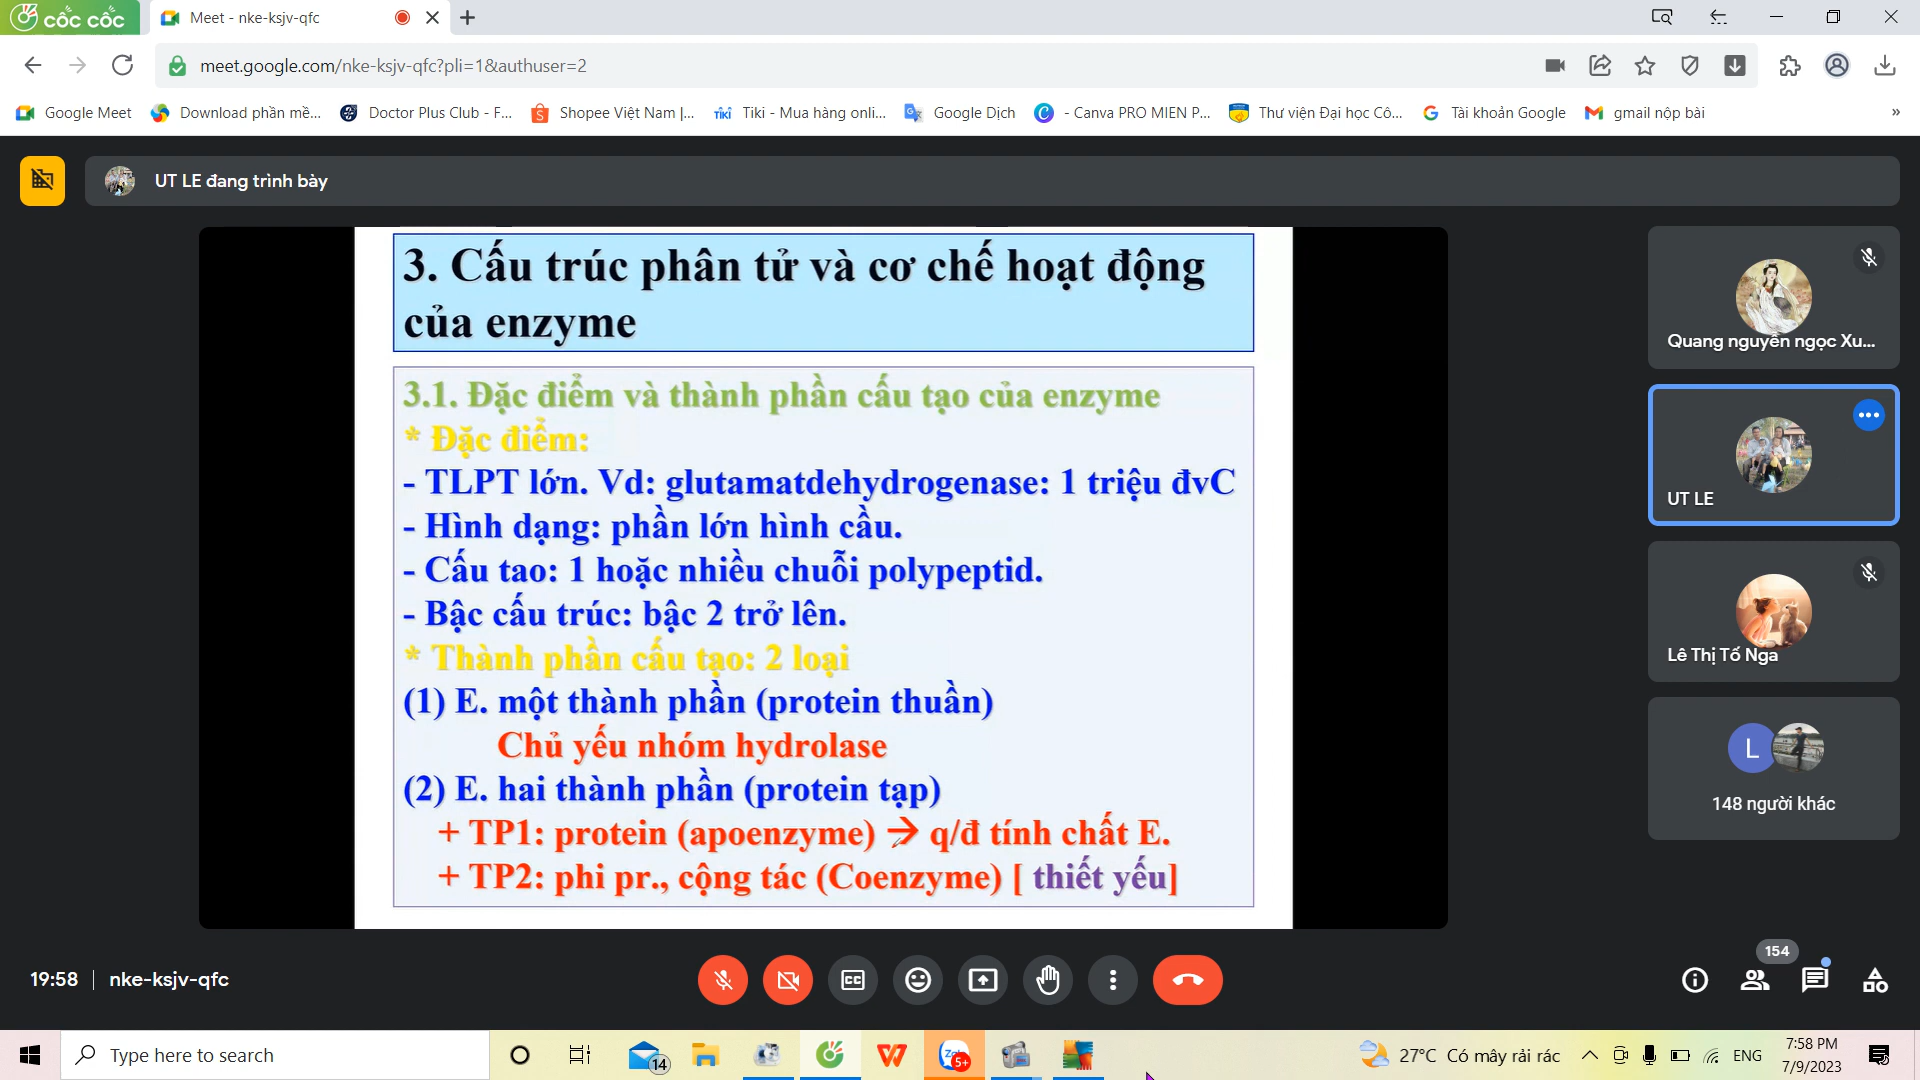 cốc cốc
Meet - nke-ksjv-qfc
meet.google.com/nke-ksjv-qfc?pli=1&authuser=2
Google Meet
Download phần mề...
Doctor Plus Club - F...
Shopee Việt Nam |...
TIKI
Tiki - Mua hàng onli...
Google Dịch
- Canva PRO MIEN P...
Thư viện Đại học Cô...
Tài khoản Google
gmail nộp bài
»
UT LE đang trình bày
3. Cấu trúc phân tử và cơ chế hoạt động
của enzyme
3.1. Đặc điểm và thành phần cấu tạo của enzyme
* Đặc điểm:
- TLPT lớn. Vd: glutamatdehydrogenase: 1 triệu đvC
- Hình dạng: phần lớn hình cầu.
- Cấu tao: 1 hoặc nhiều chuỗi polypeptid.
- Bậc cấu trúc: bậc 2 trở lên.
* Thành phần cấu tạo: 2 loại
(1) E. một thành phần (protein thuần)
Chủ yếu nhóm hydrolase
(2) E. hai thành phần (protein tạp)
+ TP1: protein (apoenzyme) → q/đ tính chất E.
+ TP2: phi pr., cộng tác (Coenzyme) [ thiết yếu]
Quang nguyễn ngọc Xu...
UT LE
Lê Thị Tố Nga
L
148 người khác
19:58 | nke-ksjv-qfc
CC
154
Type here to search
14
Zalo
5+
27°C Có mây rải rác
ENG
7:58 PM
7/9/2023